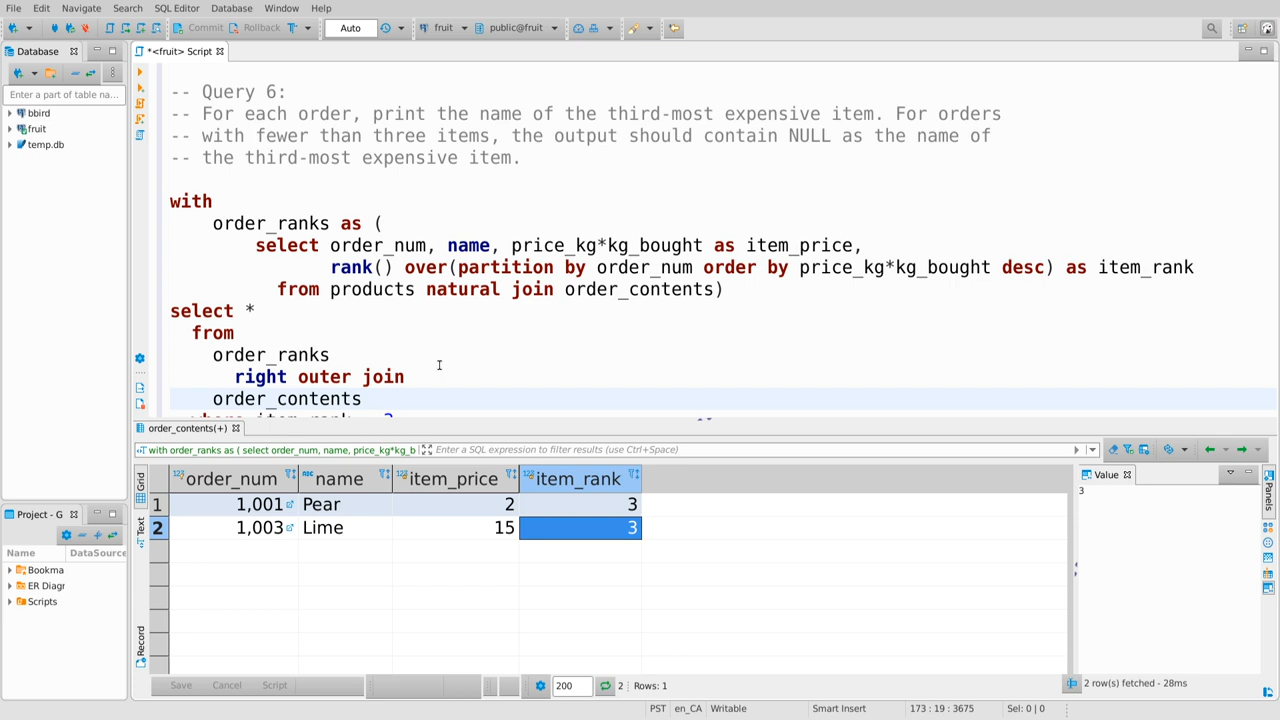 File Edit Navigate Search SQL Editor Database Window Help
Commit Rollback Auto fruit public@fruit
Database *<fruit> Script
Enter a part of table na...
bbird
fruit
temp.db
-- Query 6:
-- For each order, print the name of the third-most expensive item. For orders
-- with fewer than three items, the output should contain NULL as the name of
-- the third-most expensive item.
with
order_ranks as (
select order_num, name, price_kg*kg_bought as item_price,
rank() over(partition by order_num order by price_kg*kg_bought desc) as item_rank
from products natural join order_contents)
select *
from
order_ranks
right outer join
order_contents
order_contents(+)
with order_ranks as ( select order_num, name, price_kg*kg_b Enter a SQL expression to filter results (Ctrl+Space)
Grid
Text
Record
order_num name item_price item_rank
1 1,001 Pear 2 3
2 1,003 Lime 15 3
Value
3
Panels
Project - G
Name DataSource
Bookma
ER Diagr
Scripts
Save Cancel Script 200 2 Rows: 1 2 row(s) fetched - 28ms
PST en_CA Writable Smart Insert 173 : 19 : 3675 Sel: 0 | 0